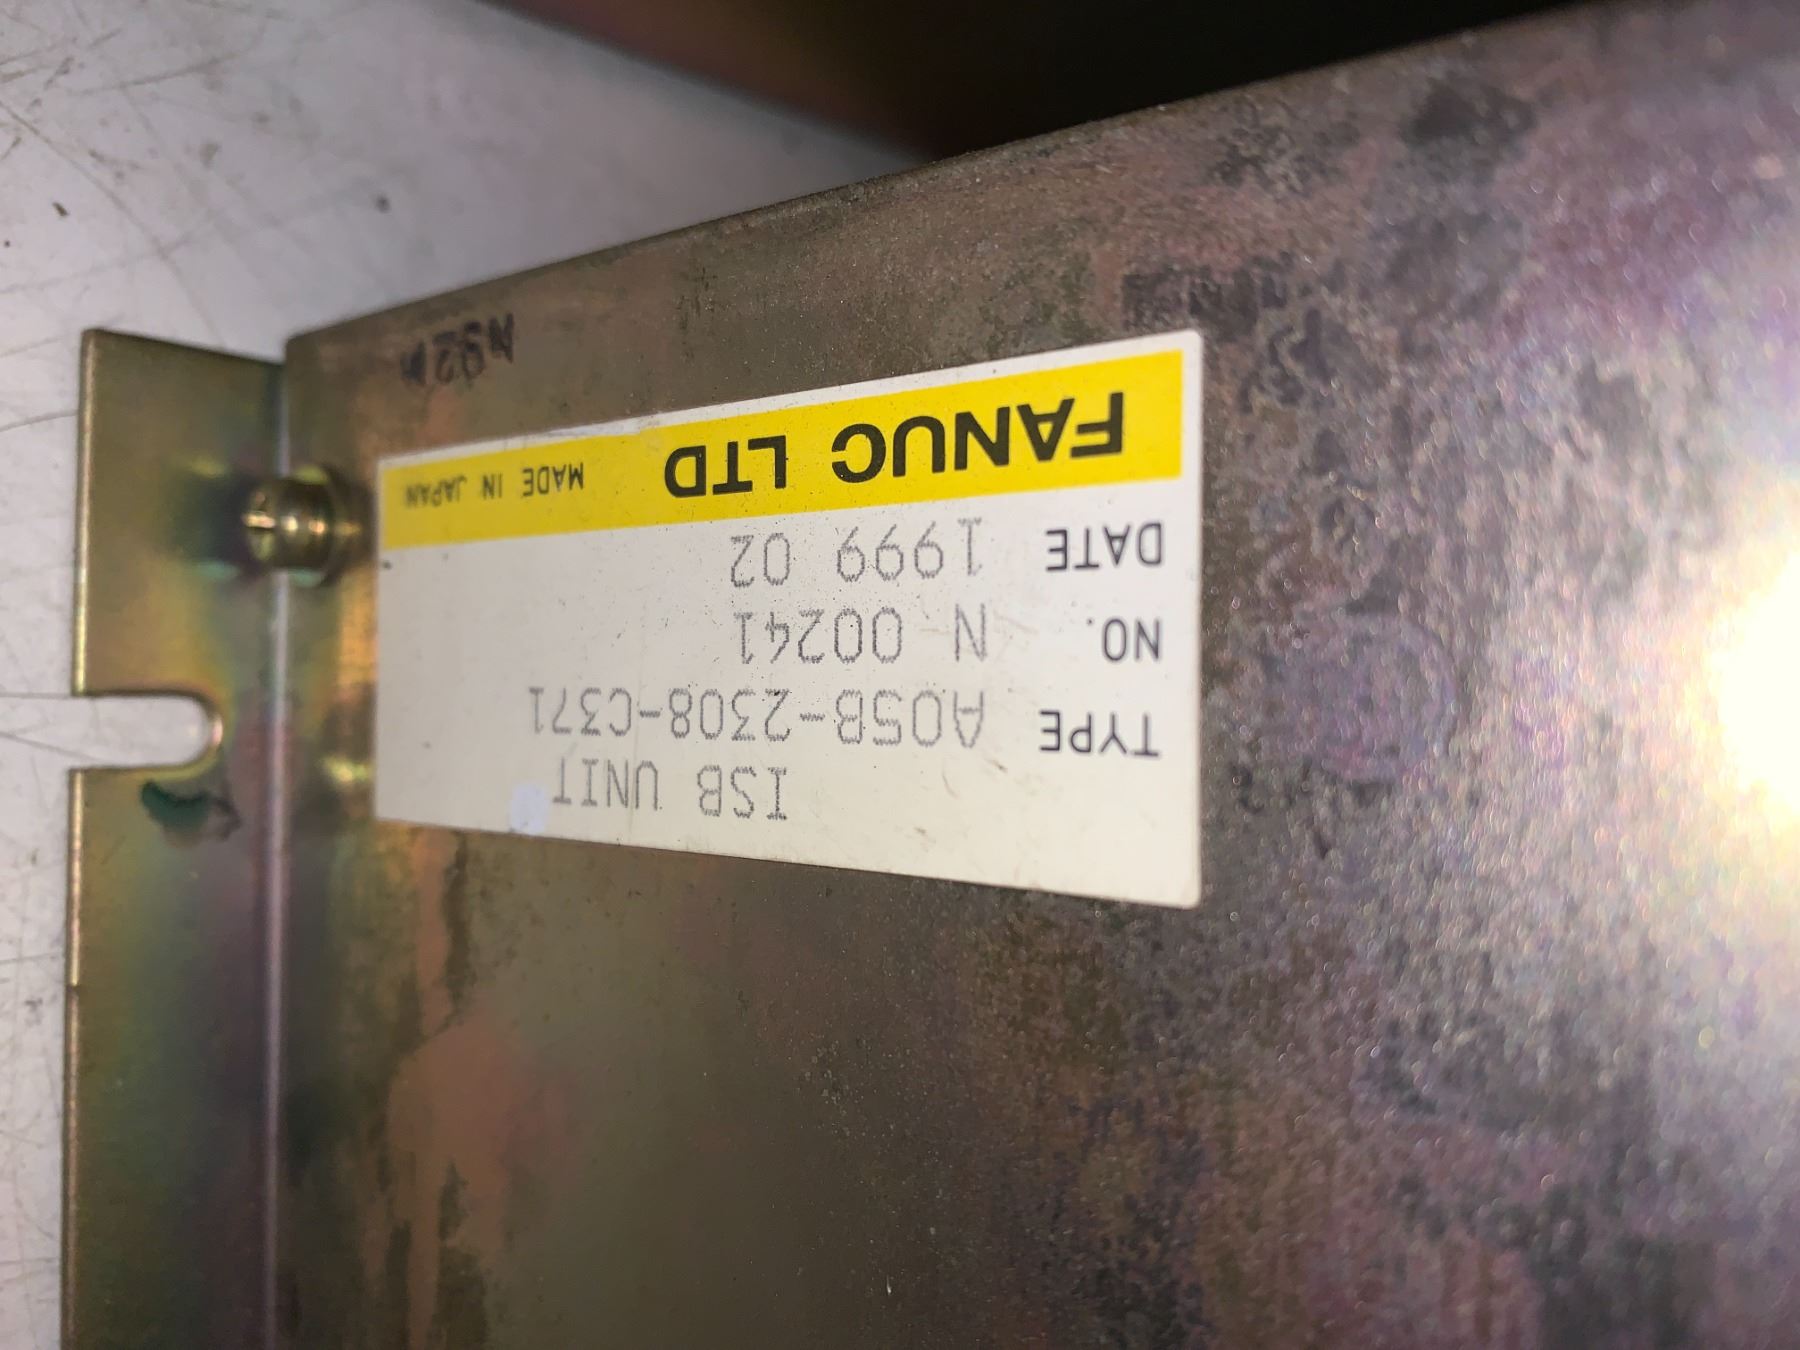 ISB UNIT
TYPE A05B-2308-C371
NO. N 00241
DATE 1999 02
FANUC LTD MADE IN JAPAN